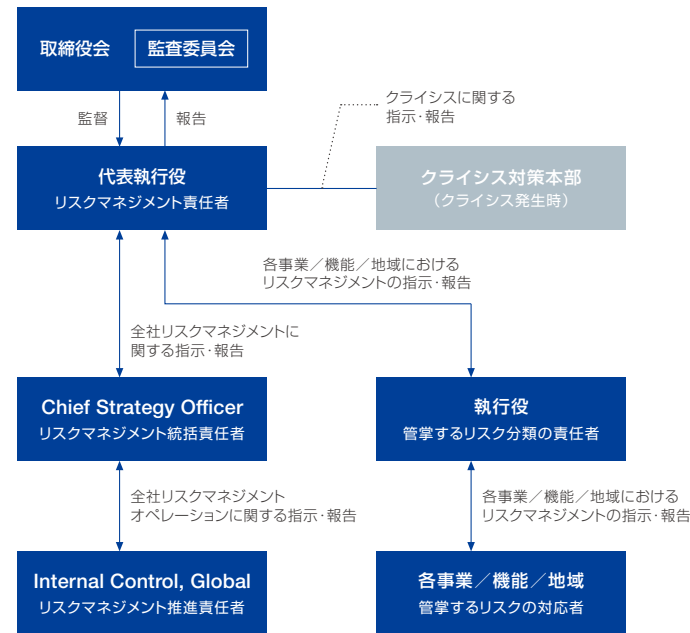 取締役会
監査委員会
監督
報告
クライシスに関する
指示・報告
代表執行役
リスクマネジメント責任者
クライシス対策本部
（クライシス発生時）
各事業／機能／地域における
リスクマネジメントの指示・報告
全社リスクマネジメントに
関する指示・報告
Chief Strategy Officer
リスクマネジメント統括責任者
執行役
管掌するリスク分類の責任者
全社リスクマネジメント
オペレーションに関する指示・報告
各事業／機能／地域における
リスクマネジメントの指示・報告
Internal Control, Global
リスクマネジメント推進責任者
各事業／機能／地域
管掌するリスクの対応者